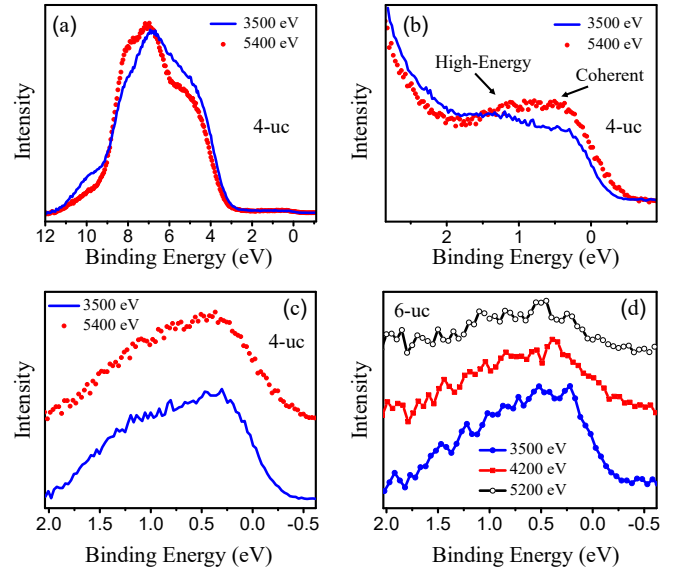 (a)
3500 eV
5400 eV
4-uc
Intensity
12 10 8 6 4 2 0
Binding Energy (eV)
(b)
3500 eV
5400 eV
High-Energy
Coherent
4-uc
Intensity
2 1 0
Binding Energy (eV)
3500 eV
5400 eV
(c)
4-uc
Intensity
2.0 1.5 1.0 0.5 0.0 -0.5
Binding Energy (eV)
6-uc
(d)
3500 eV
4200 eV
5200 eV
Intensity
2.0 1.5 1.0 0.5 0.0 -0.5
Binding Energy (eV)